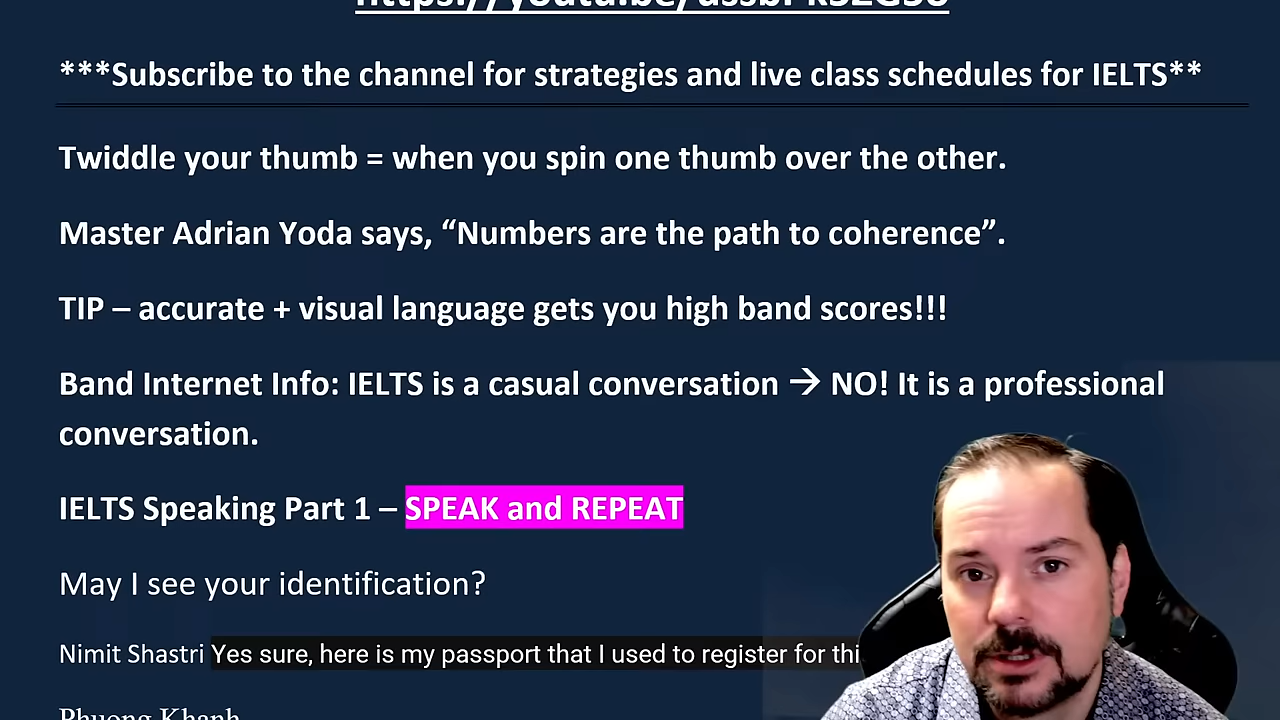 ***Subscribe to the channel for strategies and live class schedules for IELTS**
Twiddle your thumb = when you spin one thumb over the other.
Master Adrian Yoda says, “Numbers are the path to coherence”.
TIP – accurate + visual language gets you high band scores!!!
Band Internet Info: IELTS is a casual conversation → NO! It is a professional
conversation.
IELTS Speaking Part 1 – SPEAK and REPEAT
May I see your identification?
Nimit Shastri Yes sure, here is my passport that I used to register for thi
Phuong Khanh